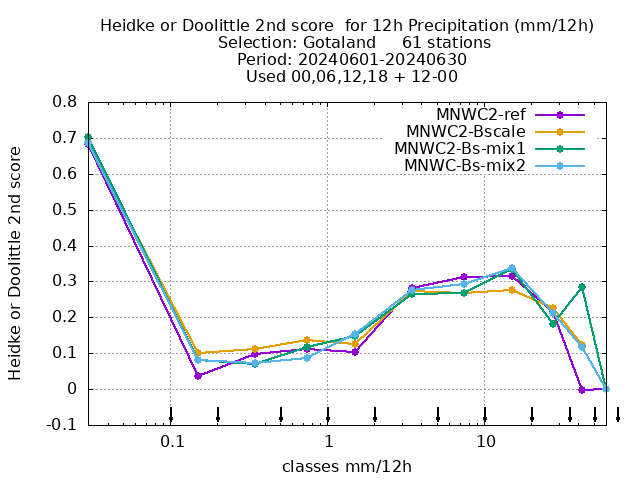 Heidke or Doolittle 2nd score  for 12h Precipitation (mm/12h)
Selection: Gotaland     61 stations
Period: 20240601-20240630
Used 00,06,12,18 + 12-00
MNWC2-ref
MNWC2-Bscale
MNWC2-Bs-mix1
MNWC-Bs-mix2
Heidke or Doolittle 2nd score
0.8
0.7
0.6
0.5
0.4
0.3
0.2
0.1
0
-0.1
0.1 1 10
classes mm/12h